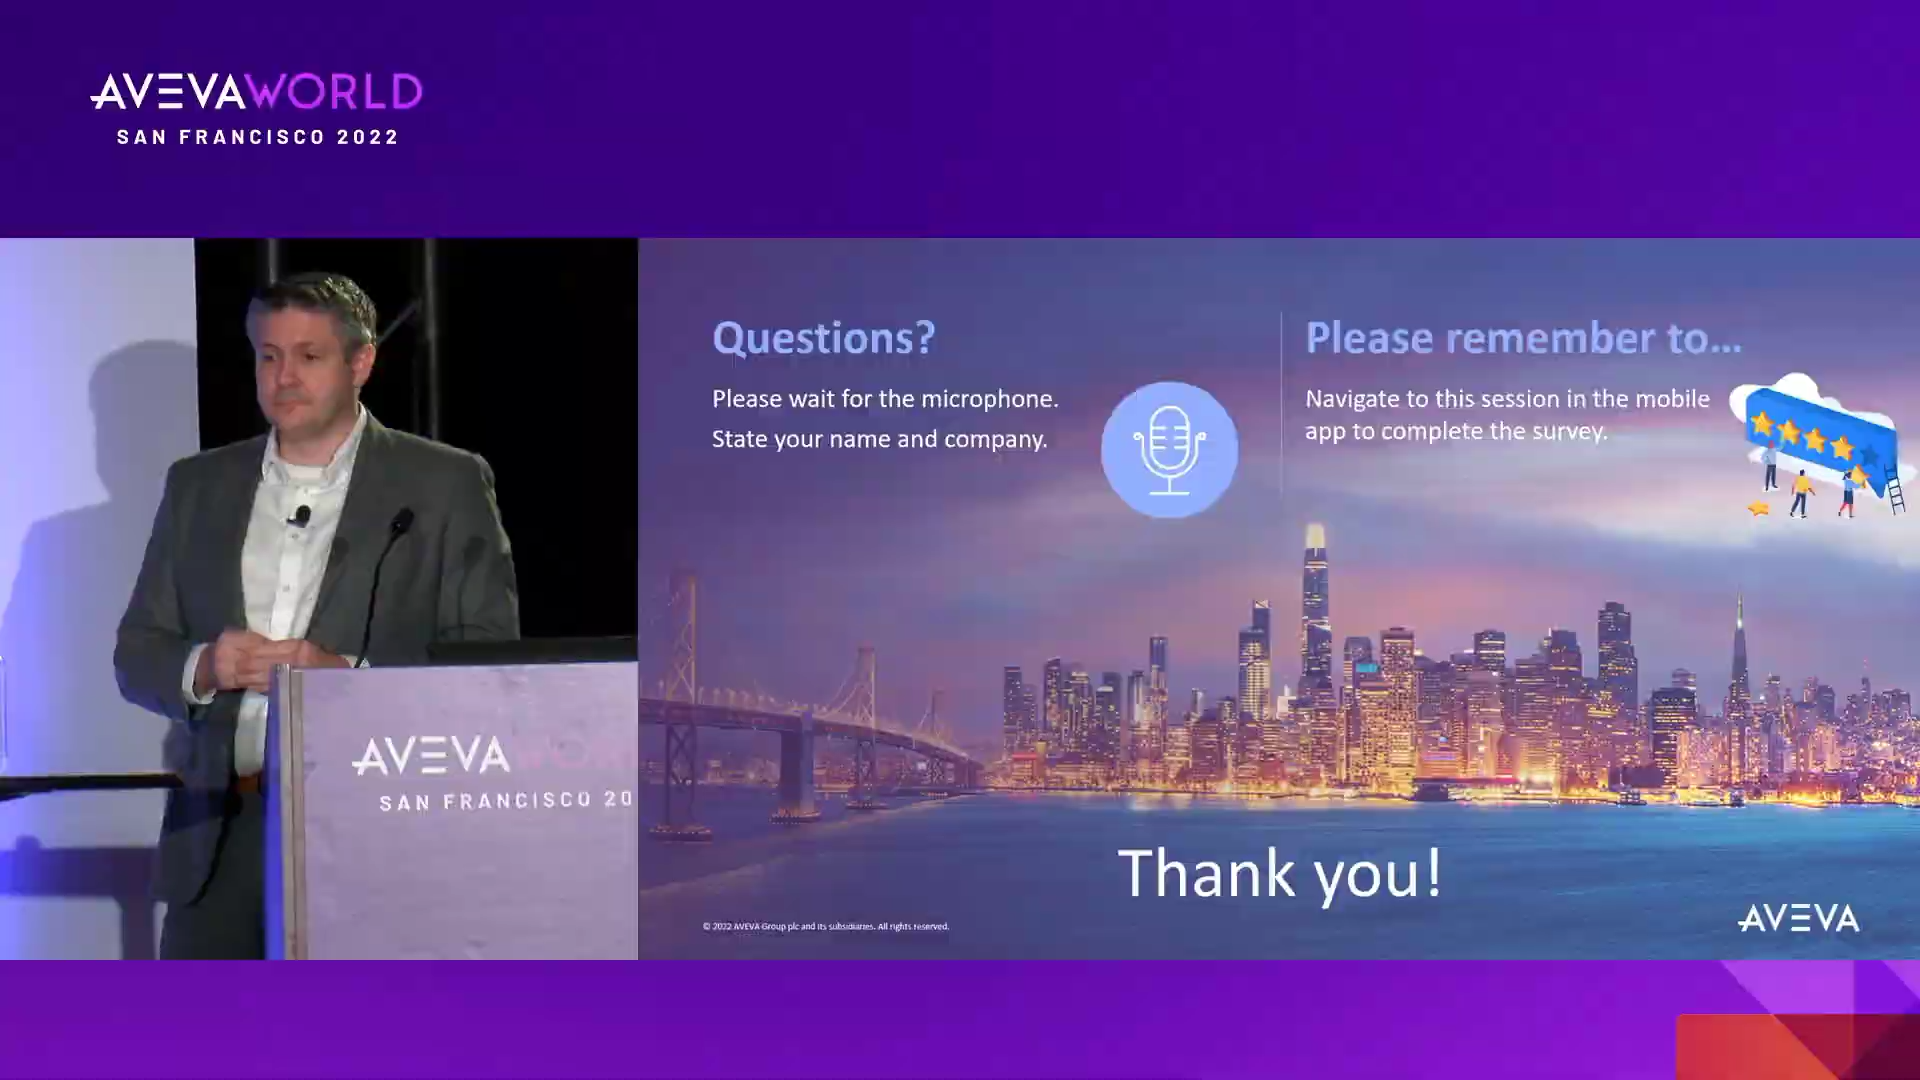 AVEVAWORLD
SAN FRANCISCO 2022
Questions?
Please wait for the microphone.
State your name and company.
Please remember to...
Navigate to this session in the mobile
app to complete the survey.
AVEVAWOR
SAN FRANCISCO 20
Thank you!
© 2022 AVEVA Group plc and its subsidiaries. All rights reserved.
AVEVA